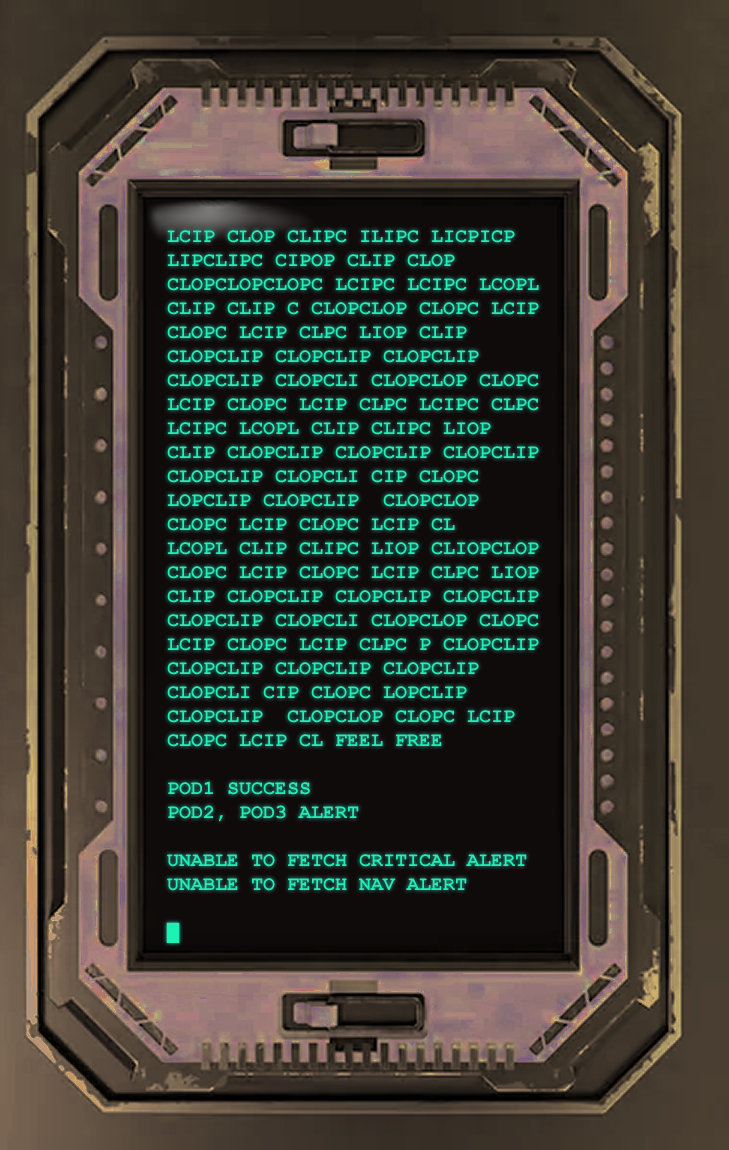 LCIP CLOP CLIPC ILIPC LICPICP
LIPCLIPC CIPOP CLIP CLOP
CLOPCLOPCLOPC LCIPC LCIPC LCOPL
CLIP CLIP C CLOPCLOP CLOPC LCIP
CLOPC LCIP CLPC LIOP CLIP
CLOPCLIP CLOPCLIP CLOPCLIP
CLOPCLIP CLOPCLI CLOPCLOP CLOPC
LCIP CLOPC LCIP CLPC LCIPC CLPC
LCIPC LCOPL CLIP CLIPC LIOP
CLIP CLOPCLIP CLOPCLIP CLOPCLIP
CLOPCLIP CLOPCLI CIP CLOPC
LOPCLIP CLOPCLIP  CLOPCLOP
CLOPC LCIP CLOPC LCIP CL
LCOPL CLIP CLIPC LIOP CLIOPCLOP
CLOPC LCIP CLOPC LCIP CLPC LIOP
CLIP CLOPCLIP CLOPCLIP CLOPCLIP
CLOPCLIP CLOPCLI CLOPCLOP CLOPC
LCIP CLOPC LCIP CLPC P CLOPCLIP
CLOPCLIP CLOPCLIP CLOPCLIP
CLOPCLI CIP CLOPC LOPCLIP
CLOPCLIP  CLOPCLOP CLOPC LCIP
CLOPC LCIP CL FEEL FREE
POD1 SUCCESS
POD2, POD3 ALERT
UNABLE TO FETCH CRITICAL ALERT
UNABLE TO FETCH NAV ALERT